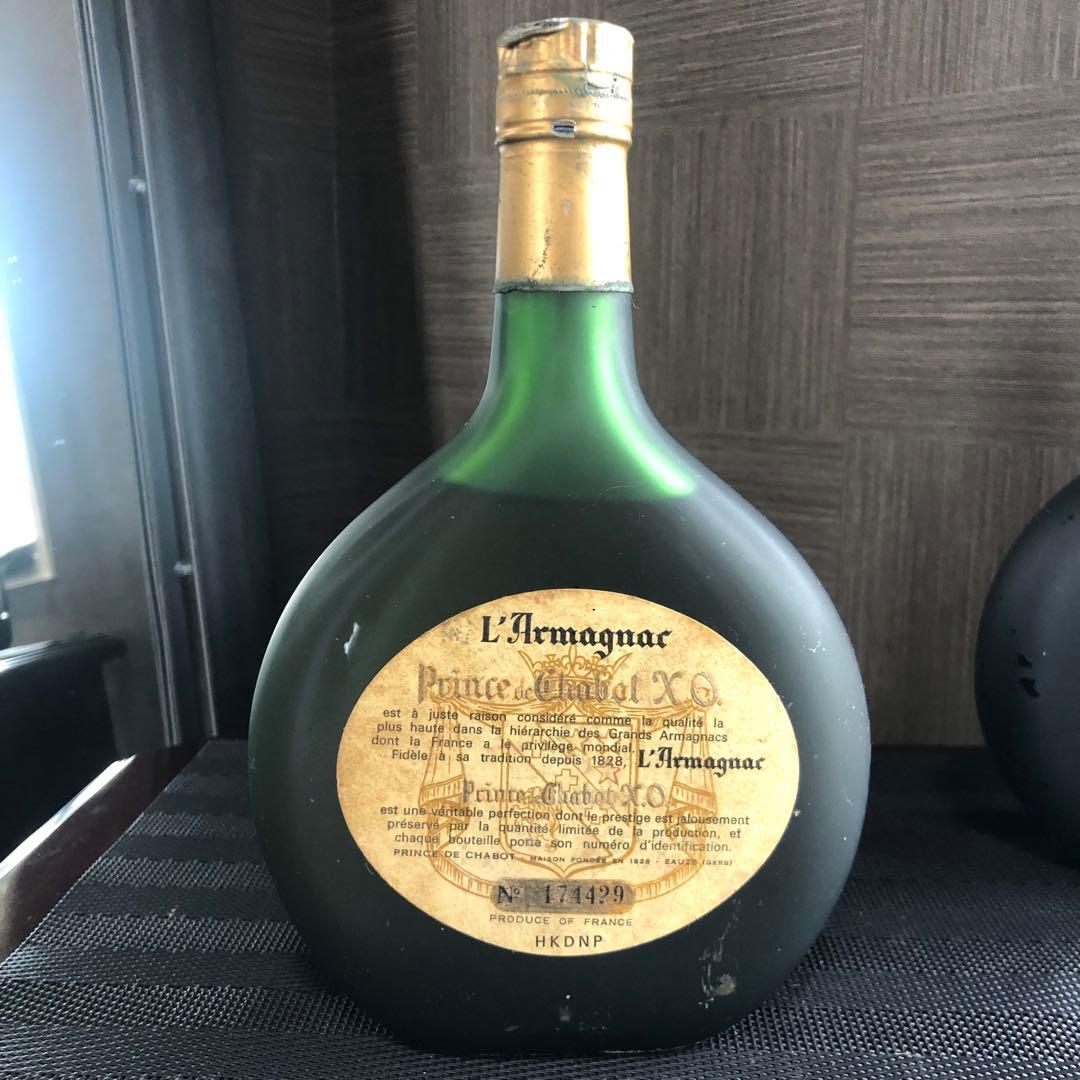 L'Armagnac
Prince de Chabot X.O.
est à juste raison considéré comme la qualité la
plus haute dans la hiérarchie des Grands Armagnacs
dont la France a le privilège mondial.
Fidèle à sa tradition depuis 1828, L'Armagnac
Prince de Chabot X.O.
est une véritable perfection dont le prestige est jalousement
préservé par la quantité limitée de la production, et
chaque bouteille porte son numéro d'identification.
PRINCE DE CHABOT - MAISON FONDÉE EN 1828 - EAUZE (GERS)
N° 174429
PRODUCE OF FRANCE
HKDNP